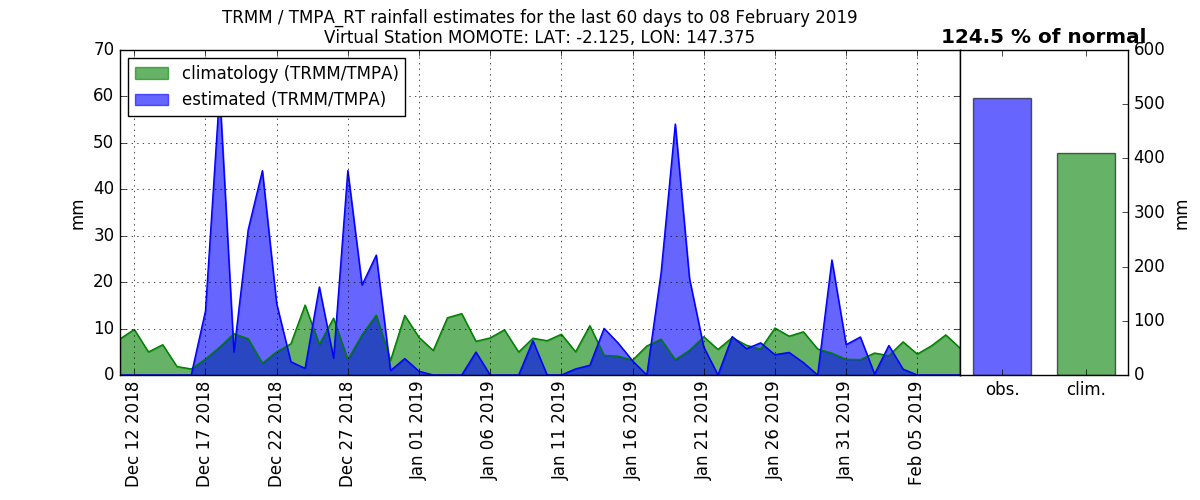 TRMM / TMPA_RT rainfall estimates for the last 60 days to 08 February 2019
Virtual Station MOMOTE: LAT: -2.125, LON: 147.375
124.5 % of normal
climatology (TRMM/TMPA)
estimated (TRMM/TMPA)
mm
70
60
50
40
30
20
10
0
Dec 12 2018
Dec 17 2018
Dec 22 2018
Dec 27 2018
Jan 01 2019
Jan 06 2019
Jan 11 2019
Jan 16 2019
Jan 21 2019
Jan 26 2019
Jan 31 2019
Feb 05 2019
obs.
clim.
600
500
400
300
200
100
0
mm